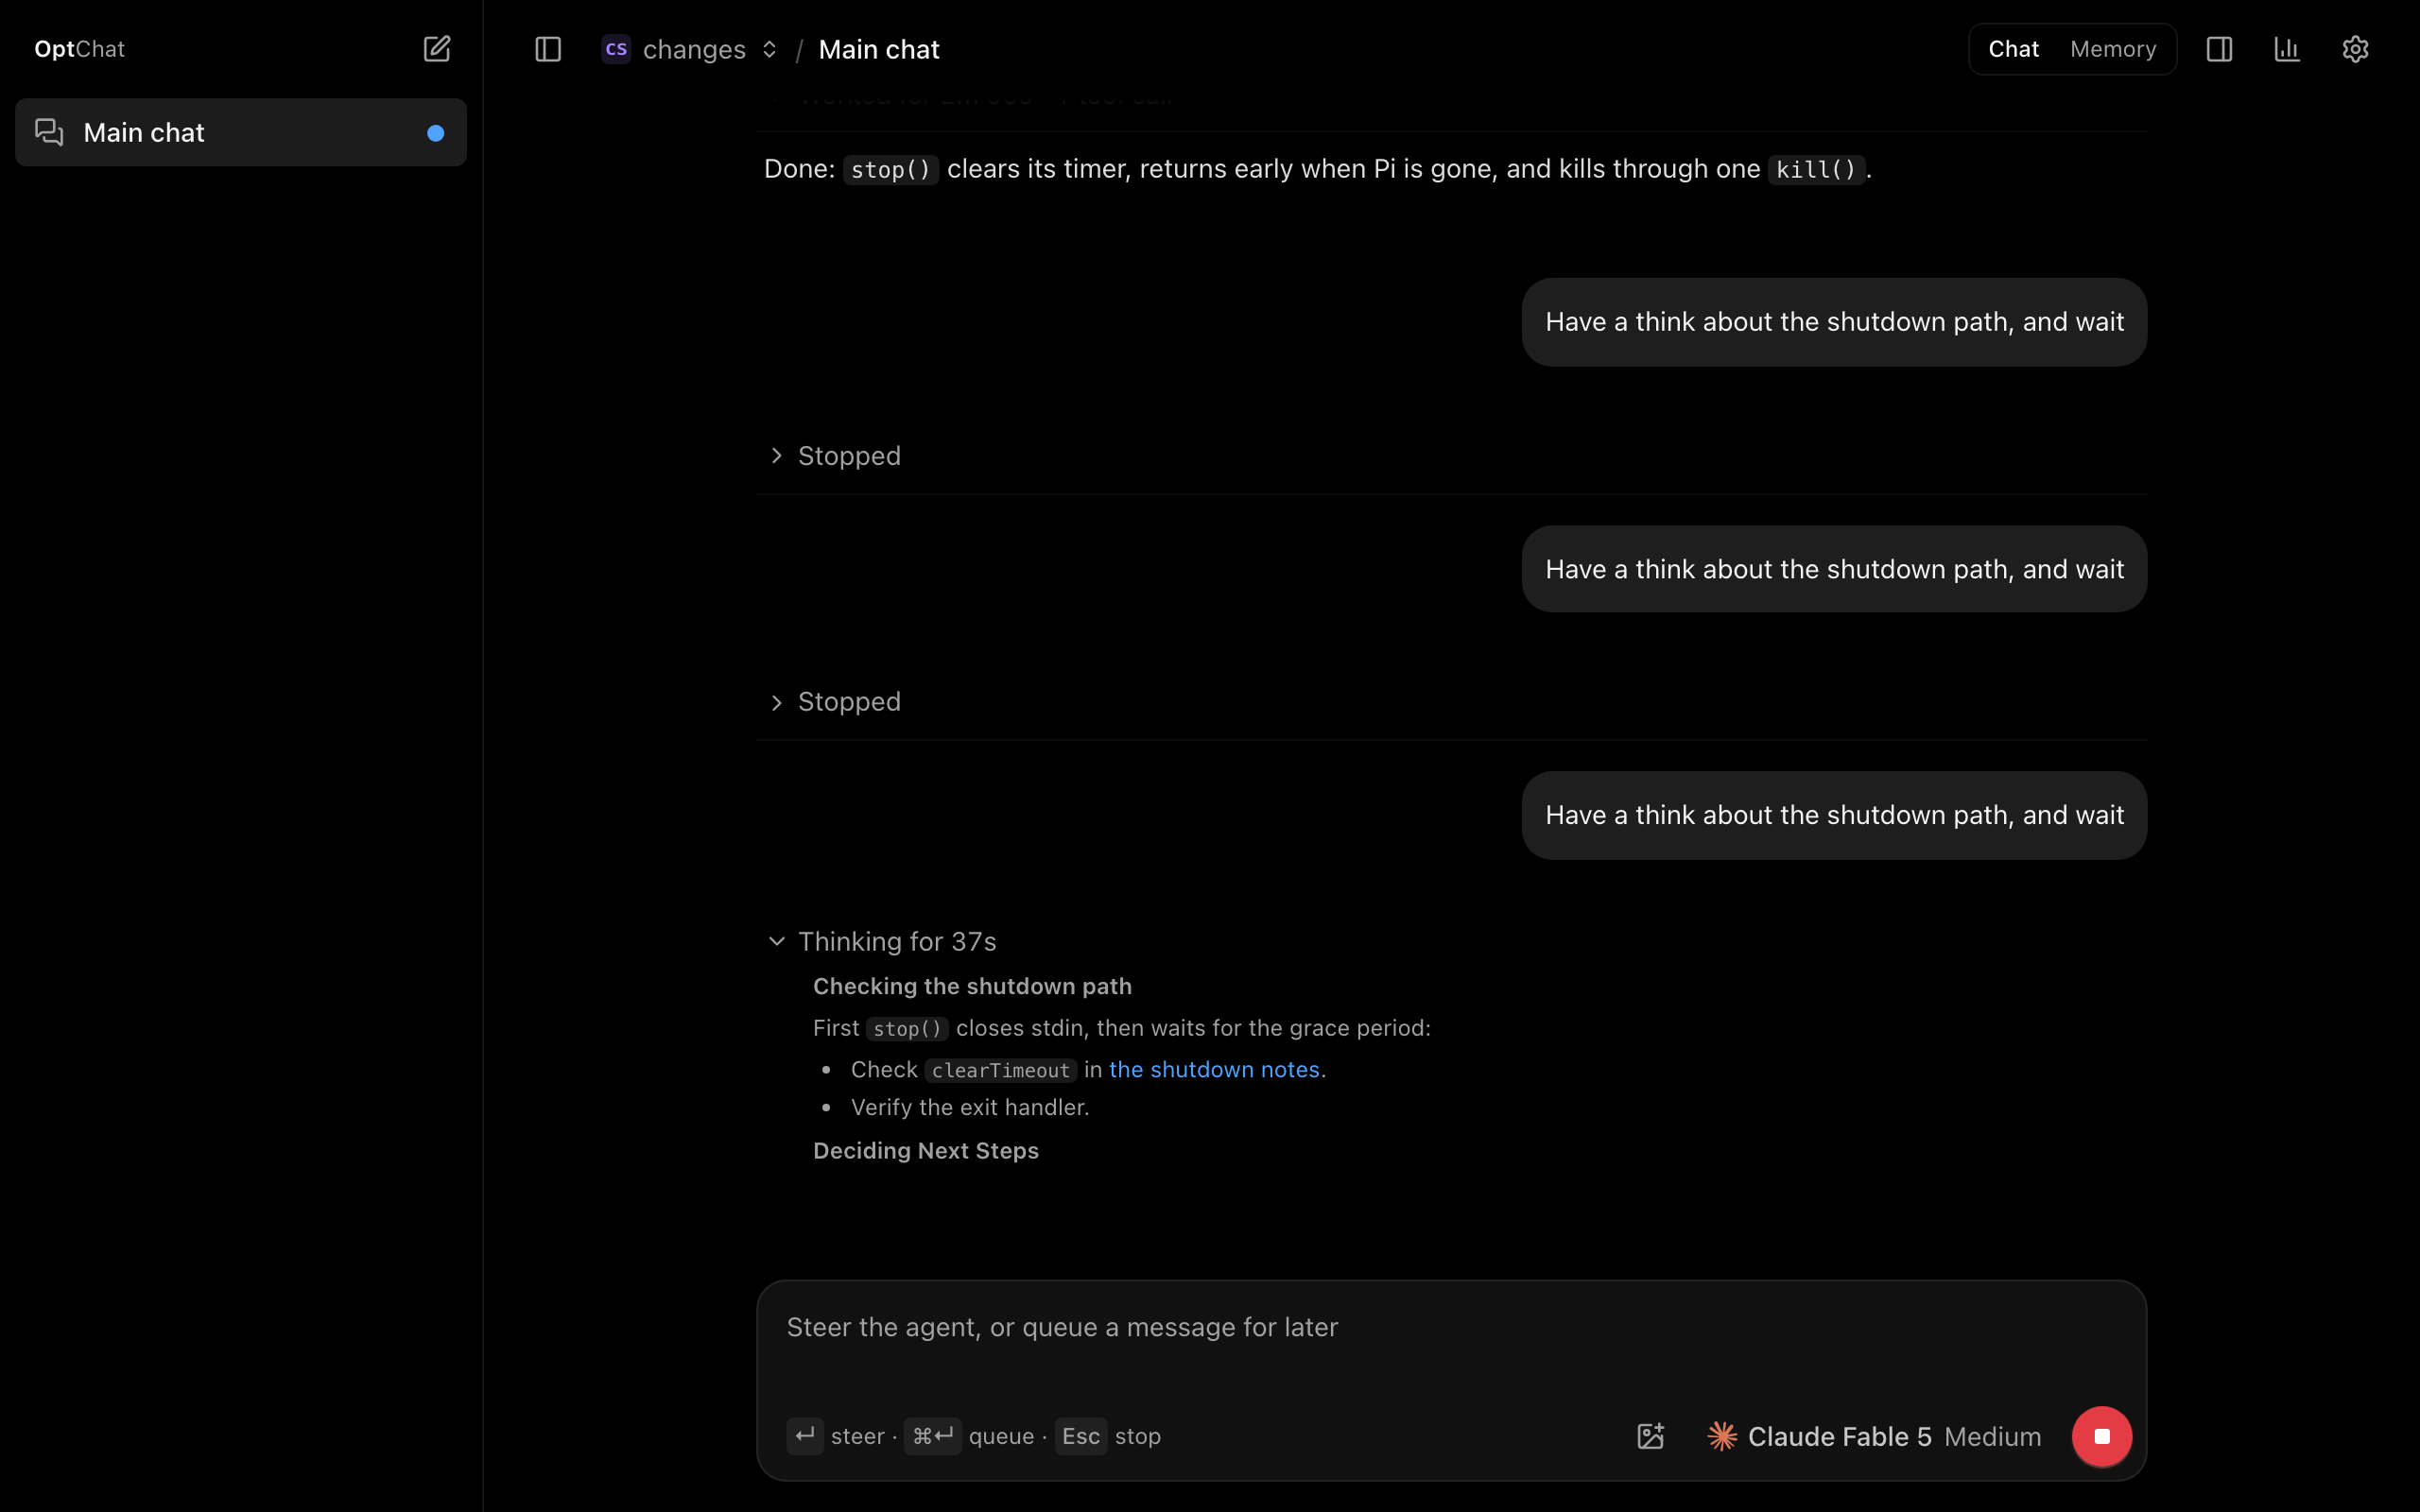 OptChat
CS changes / Main chat
Chat Memory
Main chat
Done: stop() clears its timer, returns early when Pi is gone, and kills through one kill().
Have a think about the shutdown path, and wait
Stopped
Have a think about the shutdown path, and wait
Stopped
Have a think about the shutdown path, and wait
Thinking for 37s
Checking the shutdown path
First stop() closes stdin, then waits for the grace period:
• Check clearTimeout in the shutdown notes.
• Verify the exit handler.
Deciding Next Steps
Steer the agent, or queue a message for later
↵ steer · ⌘↵ queue · Esc stop
Claude Fable 5 Medium